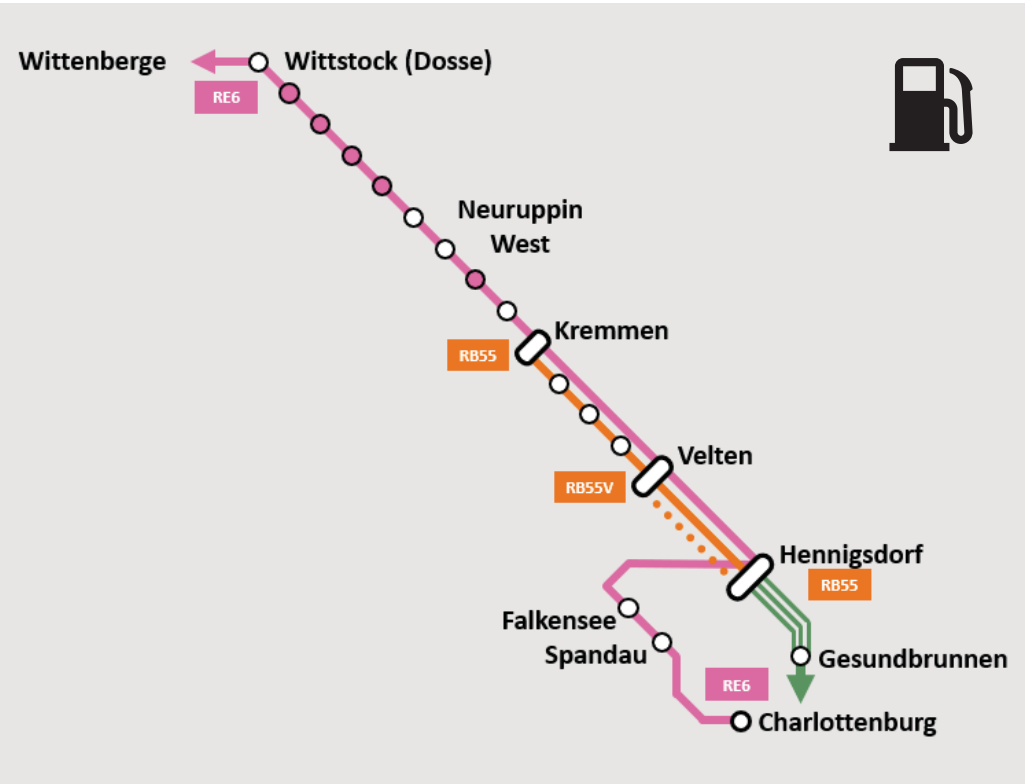 Wittenberge
Wittstock (Dosse)
RE6
Neuruppin
West
Kremmen
RB55
Velten
RB55V
Hennigsdorf
RB55
Falkensee
Spandau
Gesundbrunnen
RE6
Charlottenburg